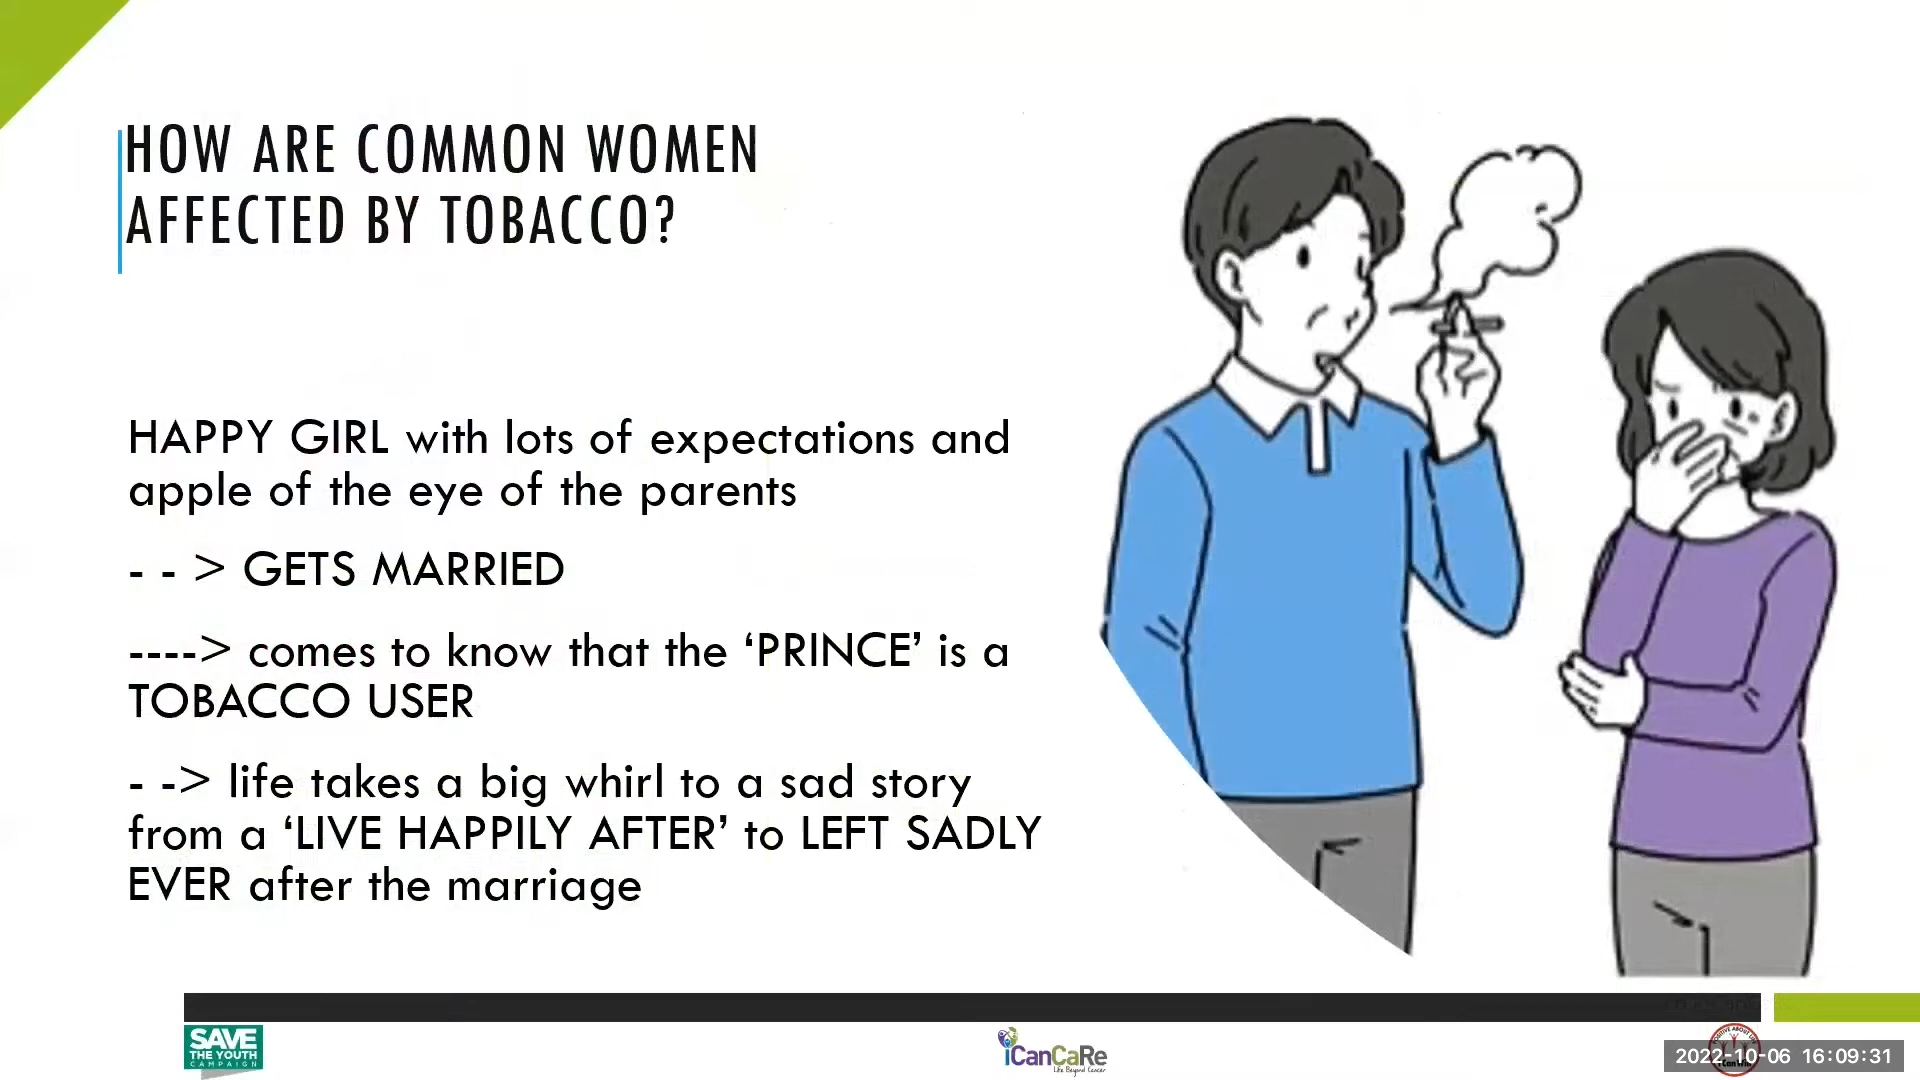 HOW ARE COMMON WOMEN
AFFECTED BY TOBACCO?
HAPPY GIRL with lots of expectations and
apple of the eye of the parents
- - > GETS MARRIED
----> comes to know that the ‘PRINCE’ is a
TOBACCO USER
- -> life takes a big whirl to a sad story
from a ‘LIVE HAPPILY AFTER’ to LEFT SADLY
EVER after the marriage
SAVE
THE YOUTH
CAMPAIGN
iCanCaRe
Life Beyond Cancer
2022-10-06 16:09:31